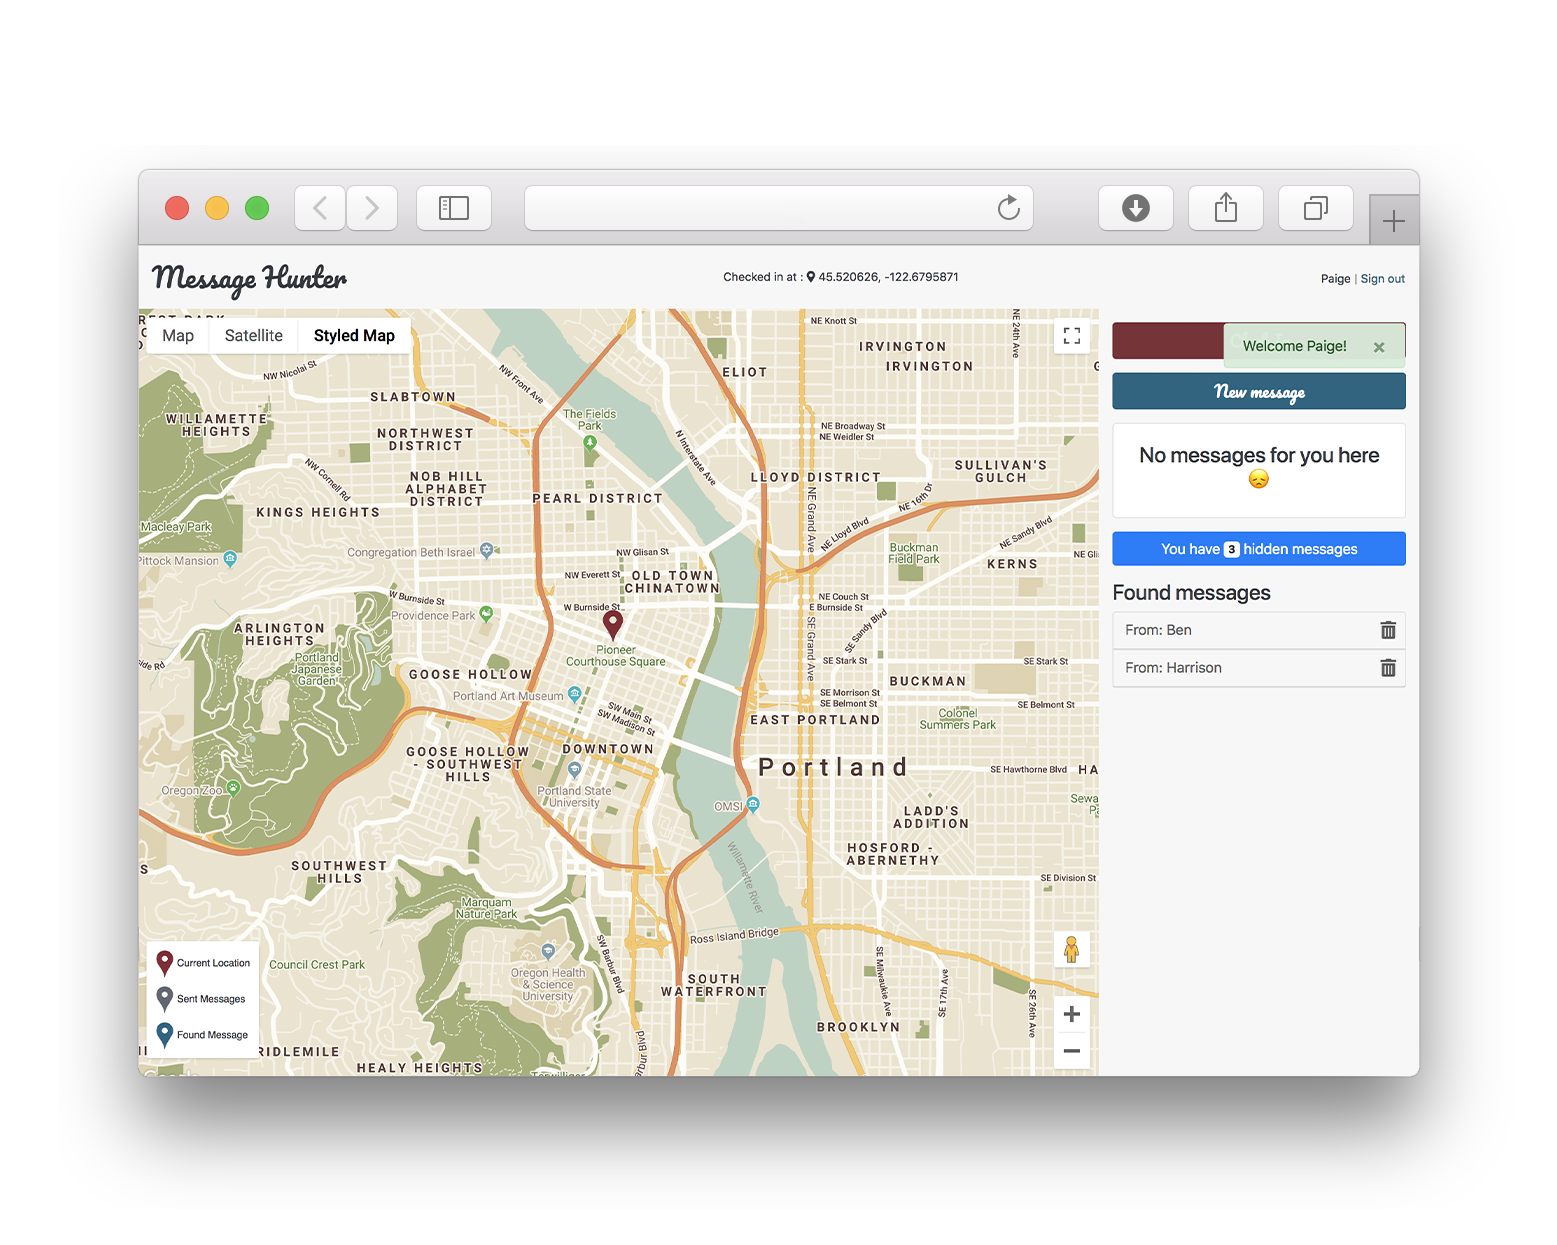 Message Hunter
Checked in at : 45.520626, -122.6795871
Paige | Sign out
Map
Satellite
Styled Map
Welcome Paige!
New message
No messages for you here
You have 3 hidden messages
Found messages
From: Ben
From: Harrison
NE Knott St
NE 24th Ave
IRVINGTON
IRVINGTON
ELIOT
NW Nicolai St
NW Front Ave
SLABTOWN
The Fields
Park
WILLAMETTE
HEIGHTS
NORTHWEST
DISTRICT
N Interstate Ave
NE Broadway St
NE Weidler St
NW Cornell Rd
NOB HILL
ALPHABET
DISTRICT
LLOYD DISTRICT
SULLIVAN'S
GULCH
PEARL DISTRICT
NE Grand Ave
NE 16th Dr
KINGS HEIGHTS
Macleay Park
NE Lloyd Blvd
NE Sandy Blvd
Congregation Beth Israel
NW Glisan St
Buckman
Field Park
NE Gli
Pittock Mansion
KERNS
NW Everett St
OLD TOWN
CHINATOWN
W Burnside St
W Burnside St
NE Couch St
E Burnside St
Providence Park
SE Sandy Blvd
SE Grand Ave
ARLINGTON
HEIGHTS
Pioneer
Courthouse Square
Portland
Japanese
Garden
side Rd
SE Stark St
SE Stark St
GOOSE HOLLOW
BUCKMAN
Portland Art Museum
SE Morrison St
SE Belmont St
SE Belmont St
SW Main St
SW Madison St
EAST PORTLAND
Colonel
Summers Park
GOOSE HOLLOW
- SOUTHWEST
HILLS
DOWNTOWN
Portland
SE Hawthorne Blvd
HA
Oregon Zoo
Portland State
University
OMSI
Sewa
LADD'S
ADDITION
SOUTHWEST
HILLS
HOSFORD -
ABERNETHY
Willamette River
SE Division St
Marquam
Nature Park
Ross Island Bridge
SW Barbur Blvd
SE Milwaukie Ave
SE 17th Ave
SE 26th Ave
Council Crest Park
Oregon Health
& Science
University
SOUTH
WATERFRONT
BROOKLYN
Current Location
Sent Messages
Found Message
RIDLEMILE
HEALY HEIGHTS
arbur Blvd